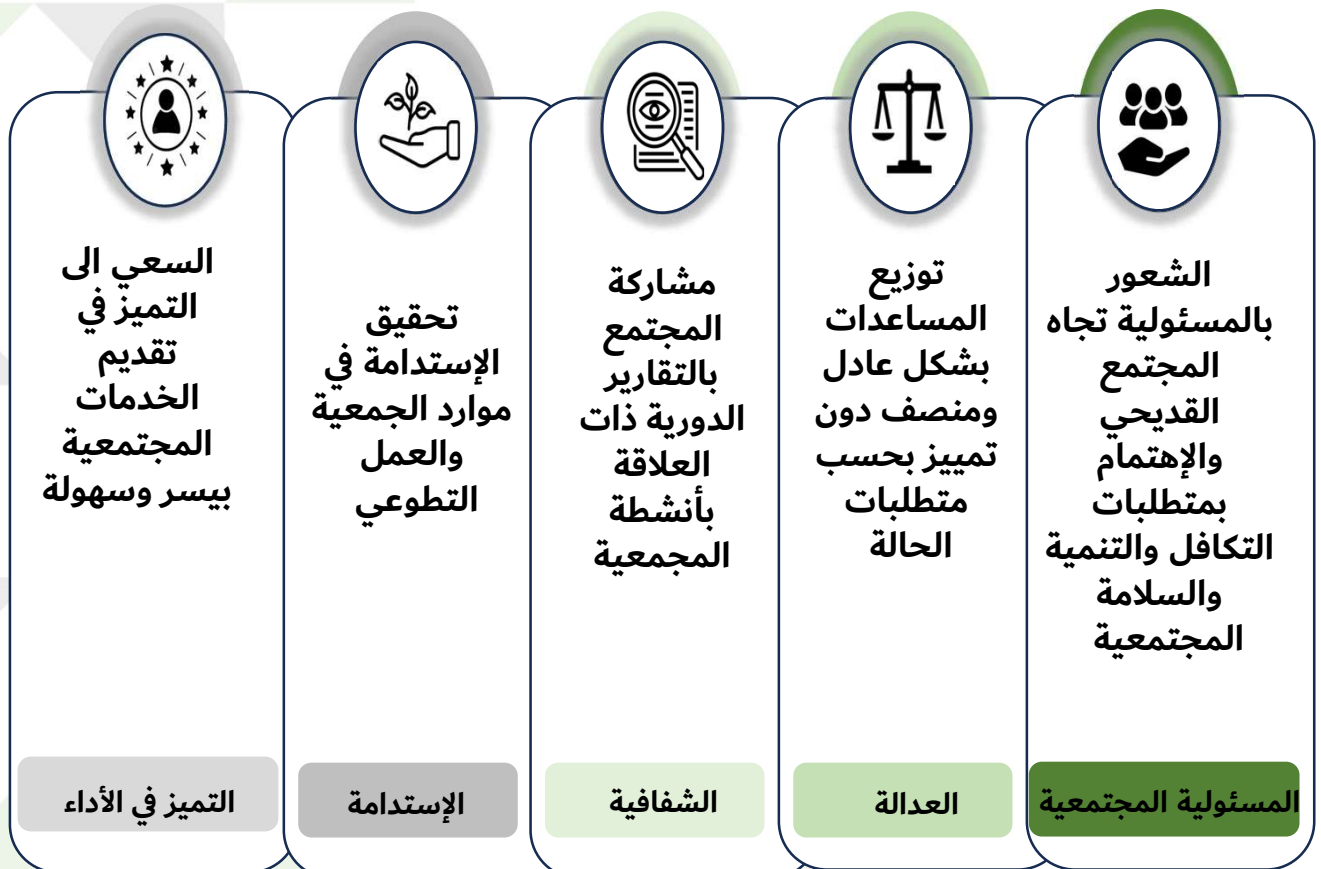 الشعور
بالمسئولية تجاه
المجتمع
القديحي
والإهتمام
بمتطلبات
التكافل والتنمية
والسلامة
المجتمعية
المسئولية المجتمعية
توزيع
المساعدات
بشكل عادل
ومنصف دون
تمييز بحسب
متطلبات
الحالة
العدالة
مشاركة
المجتمع
بالتقارير
الدورية ذات
العلاقة
بأنشطة
المجمعية
الشفافية
تحقيق
الإستدامة في
موارد الجمعية
والعمل
التطوعي
الإستدامة
السعي الى
التميز في
تقديم
الخدمات
المجتمعية
بيسر وسهولة
التميز في الأداء